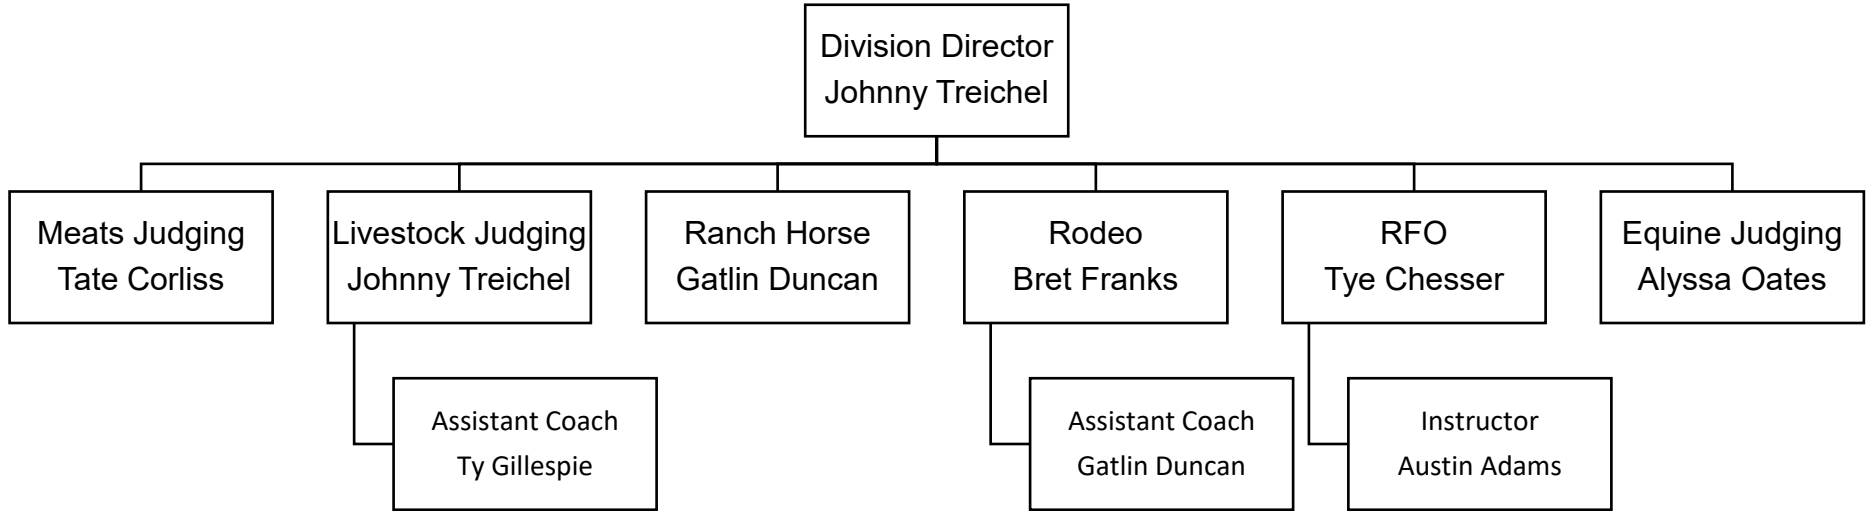 Division Director
Johnny Treichel
Meats Judging
Tate Corliss
Livestock Judging
Johnny Treichel
Ranch Horse
Gatlin Duncan
Rodeo
Bret Franks
RFO
Tye Chesser
Equine Judging
Alyssa Oates
Assistant Coach
Ty Gillespie
Assistant Coach
Gatlin Duncan
Instructor
Austin Adams